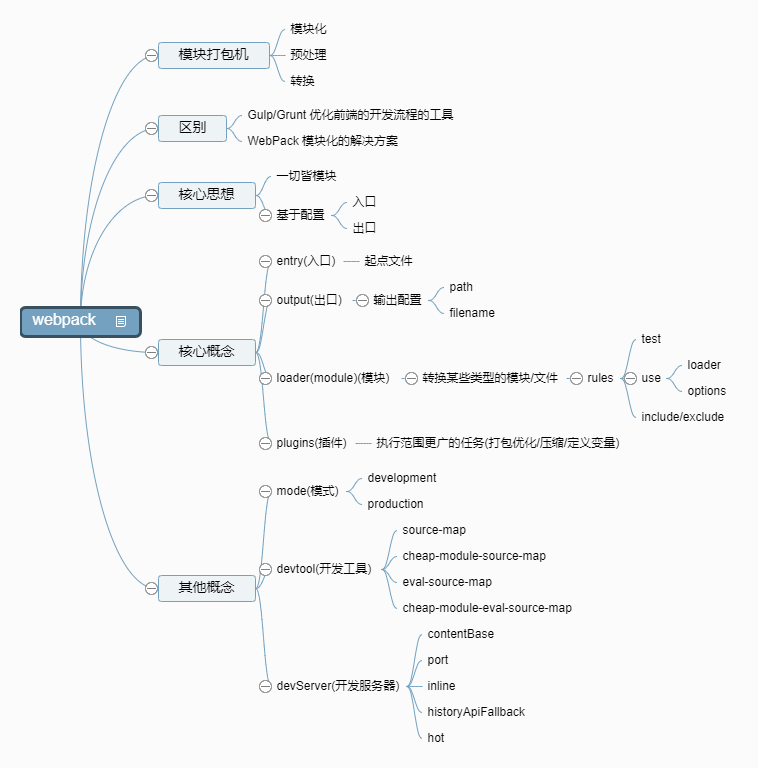 webpack
模块打包机
模块化
预处理
转换
区别
Gulp/Grunt 优化前端的开发流程的工具
WebPack 模块化的解决方案
核心思想
一切皆模块
基于配置
入口
出口
核心概念
entry(入口)
起点文件
output(出口)
输出配置
path
filename
loader(module)(模块)
转换某些类型的模块/文件
rules
test
use
loader
options
include/exclude
plugins(插件)
执行范围更广的任务(打包优化/压缩/定义变量)
其他概念
mode(模式)
development
production
devtool(开发工具)
source-map
cheap-module-source-map
eval-source-map
cheap-module-eval-source-map
devServer(开发服务器)
contentBase
port
inline
historyApiFallback
hot